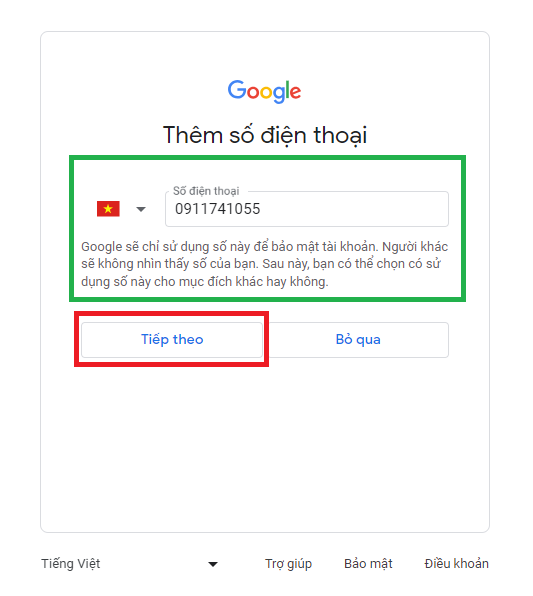 Google
Thêm số điện thoại
Số điện thoại
0911741055
Google sẽ chỉ sử dụng số này để bảo mật tài khoản. Người khác
sẽ không nhìn thấy số của bạn. Sau này, bạn có thể chọn có sử
dụng số này cho mục đích khác hay không.
Tiếp theo Bỏ qua
Tiếng Việt Trợ giúp Bảo mật Điều khoản